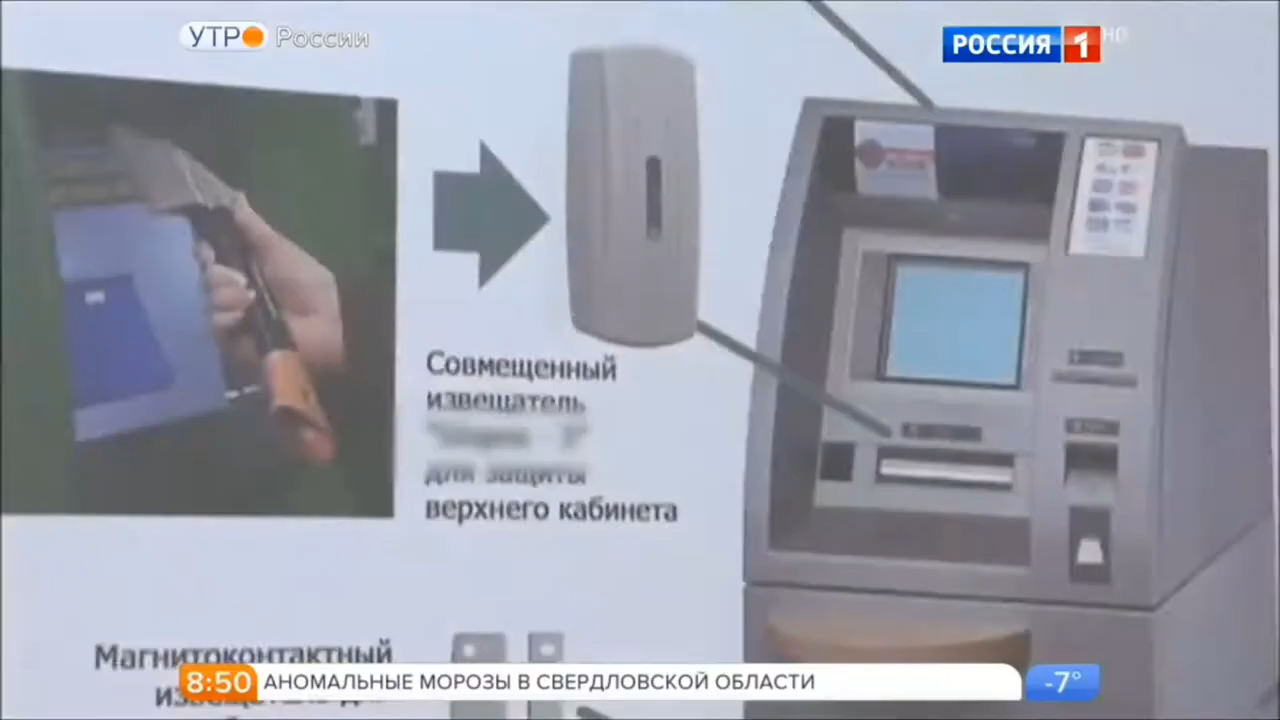 УТРО России
РОССИЯ 1 HD
Совмещенный
извещатель
для защиты
верхнего кабинета
Магнитоконтактный
8:50 АНОМАЛЬНЫЕ МОРОЗЫ В СВЕРДЛОВСКОЙ ОБЛАСТИ -7°